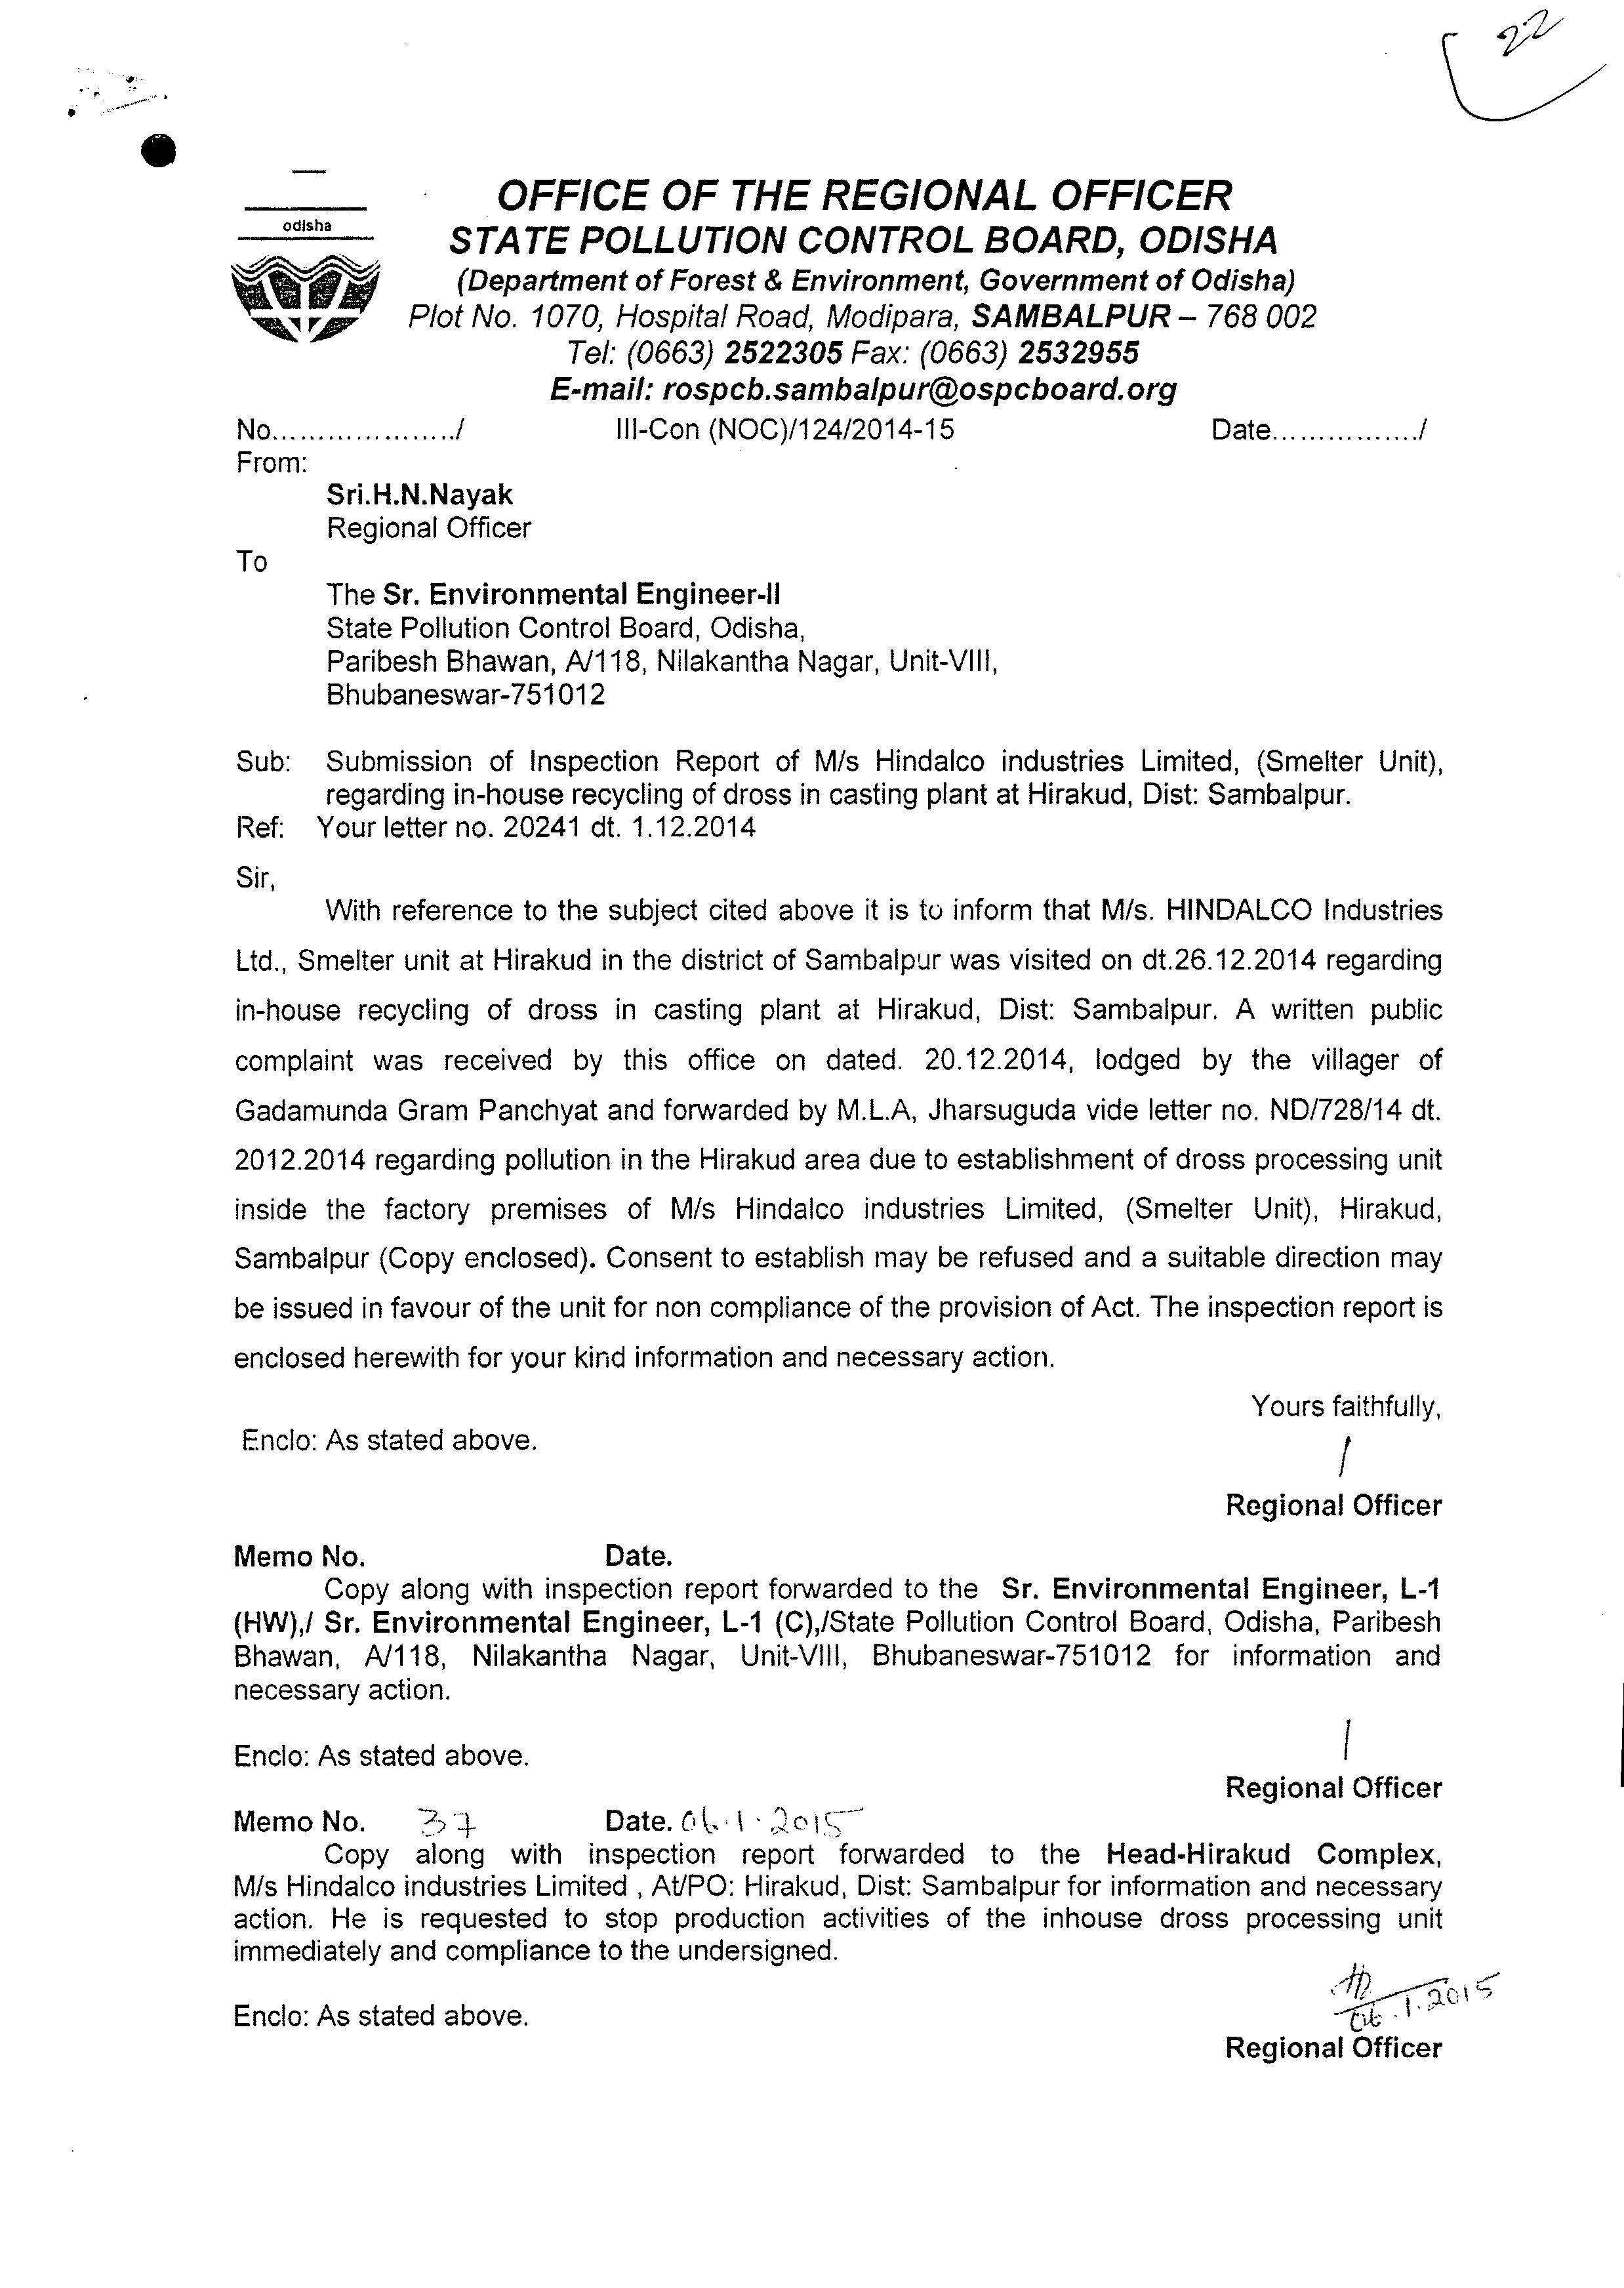 22
odisha
OFFICE OF THE REGIONAL OFFICER
STATE POLLUTION CONTROL BOARD, ODISHA
(Department of Forest & Environment, Government of Odisha)
Plot No. 1070, Hospital Road, Modipara, SAMBALPUR – 768 002
Tel: (0663) 2522305 Fax: (0663) 2532955
E-mail: rospcb.sambalpur@ospcboard.org
No...................../ III-Con (NOC)/124/2014-15 Date................/
From:
Sri.H.N.Nayak
Regional Officer
To
The Sr. Environmental Engineer-II
State Pollution Control Board, Odisha,
Paribesh Bhawan, A/118, Nilakantha Nagar, Unit-VIII,
Bhubaneswar-751012
Sub: Submission of Inspection Report of M/s Hindalco industries Limited, (Smelter Unit),
regarding in-house recycling of dross in casting plant at Hirakud, Dist: Sambalpur.
Ref: Your letter no. 20241 dt. 1.12.2014
Sir,
With reference to the subject cited above it is to inform that M/s. HINDALCO Industries
Ltd., Smelter unit at Hirakud in the district of Sambalpur was visited on dt.26.12.2014 regarding
in-house recycling of dross in casting plant at Hirakud, Dist: Sambalpur. A written public
complaint was received by this office on dated. 20.12.2014, lodged by the villager of
Gadamunda Gram Panchyat and forwarded by M.L.A, Jharsuguda vide letter no. ND/728/14 dt.
2012.2014 regarding pollution in the Hirakud area due to establishment of dross processing unit
inside the factory premises of M/s Hindalco industries Limited, (Smelter Unit), Hirakud,
Sambalpur (Copy enclosed). Consent to establish may be refused and a suitable direction may
be issued in favour of the unit for non compliance of the provision of Act. The inspection report is
enclosed herewith for your kind information and necessary action.
Yours faithfully,
Enclo: As stated above.
Regional Officer
Memo No. Date.
Copy along with inspection report forwarded to the Sr. Environmental Engineer, L-1
(HW),/ Sr. Environmental Engineer, L-1 (C),/State Pollution Control Board, Odisha, Paribesh
Bhawan, A/118, Nilakantha Nagar, Unit-VIII, Bhubaneswar-751012 for information and
necessary action.
Enclo: As stated above.
Regional Officer
Memo No. 37 Date. 06.1.2015
Copy along with inspection report forwarded to the Head-Hirakud Complex,
M/s Hindalco industries Limited , At/PO: Hirakud, Dist: Sambalpur for information and necessary
action. He is requested to stop production activities of the inhouse dross processing unit
immediately and compliance to the undersigned.
06.1.2015
Enclo: As stated above.
Regional Officer